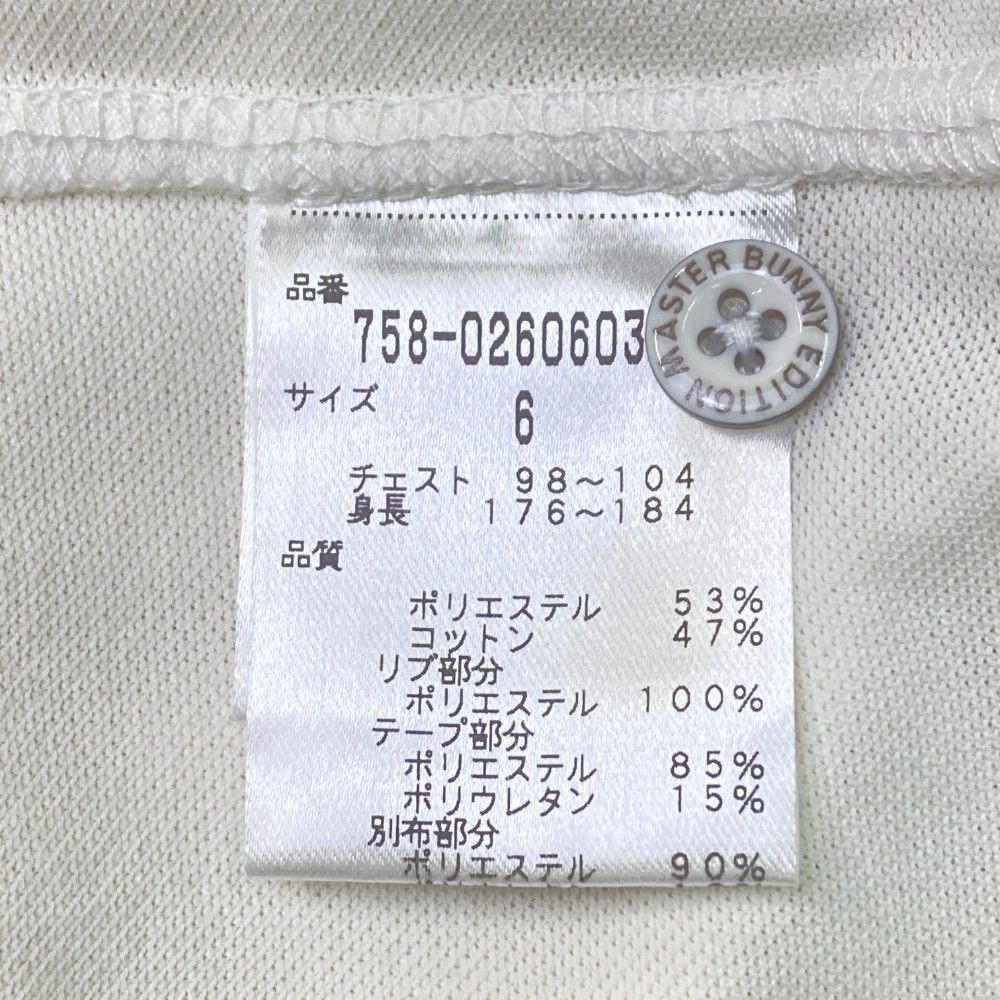 品番
758-0260603
サイズ
6
チェスト 98～104
身長 176～184
品質
ポリエステル 53%
コットン 47%
リブ部分
ポリエステル 100%
テープ部分
ポリエステル 85%
ポリウレタン 15%
別布部分
ポリエステル 90%
MASTER BUNNY EDITION